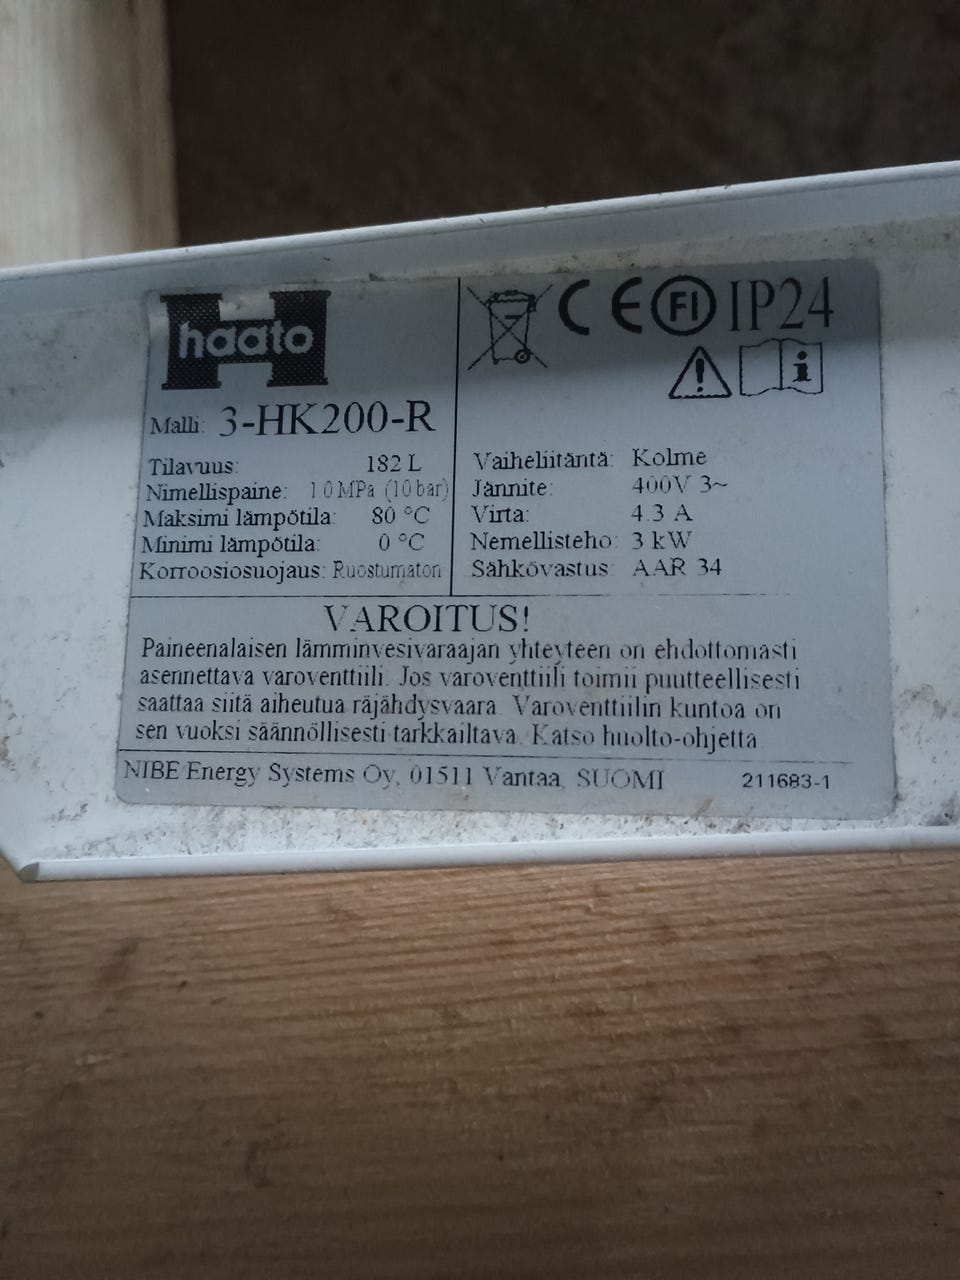 haato
CE FI IP24
i
Malli: 3-HK200-R
Tilavuus: 182 L
Nimellispaine: 1.0 MPa (10 bar)
Maksimi lämpötila: 80 °C
Minimi lämpötila: 0 °C
Korroosiosuojaus: Ruostumaton
Vaiheliitäntä: Kolme
Jännite: 400V 3~
Virta: 4.3 A
Nemellisteho: 3 kW
Sähkövastus: AAR 34
VAROITUS!
Paineenalaisen lämminvesivaraajan yhteyteen on ehdottomasti
asennettava varoventtiili. Jos varoventtiili toimii puutteellisesti
saattaa siitä aiheutua räjähdysvaara. Varoventtiilin kuntoa on
sen vuoksi säännöllisesti tarkkailtava. Katso huolto-ohjetta
NIBE Energy Systems Oy, 01511 Vantaa, SUOMI 211683-1